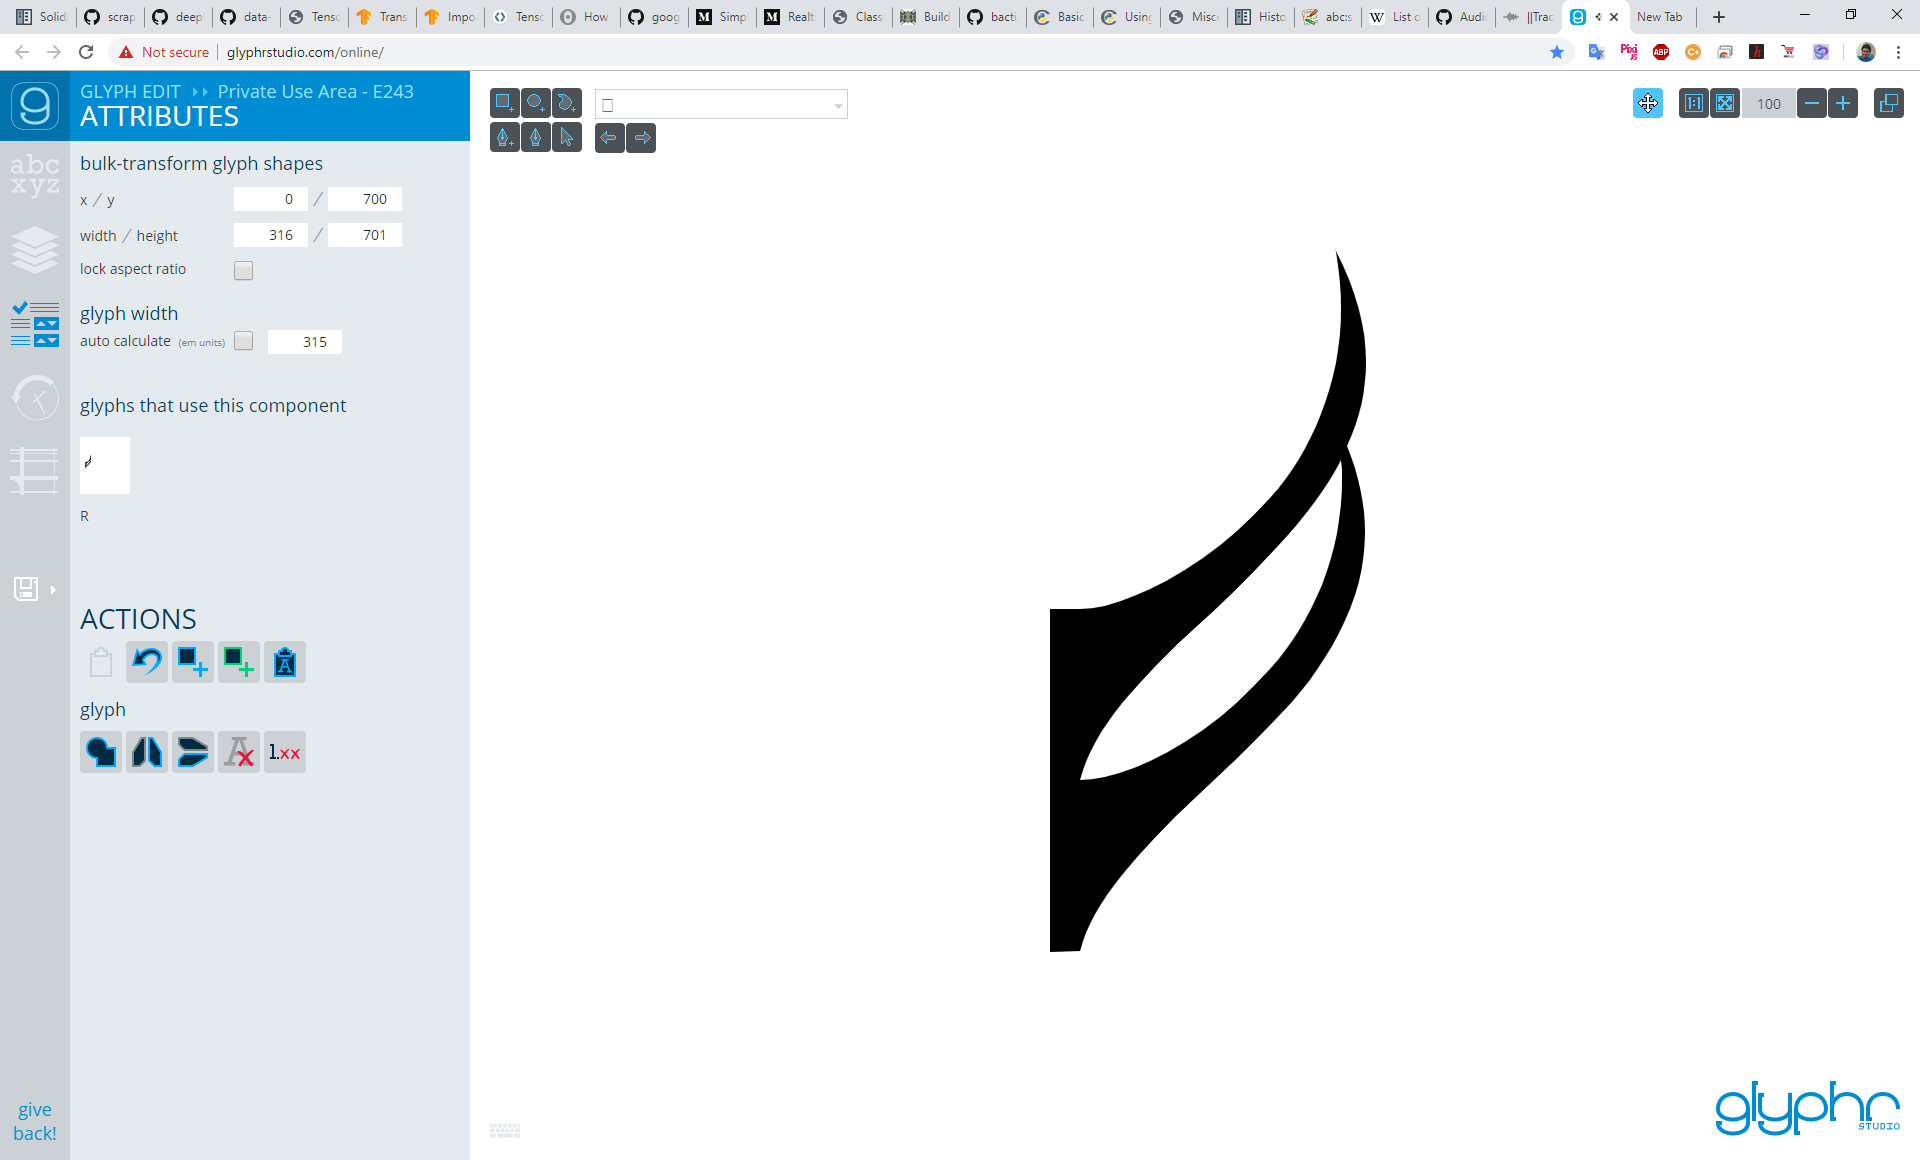 Solid scrap deep data- Tenso Trans Impo Tenso How goog Simp Realt Class Build bacti Basic Using Misc Histo abc:s List o Audi ||Trac New Tab
Not secure glyphrstudio.com/online/
GLYPH EDIT Private Use Area - E243
ATTRIBUTES
100
abc
xyz
bulk-transform glyph shapes
x / y 0 / 700
width / height 316 / 701
lock aspect ratio
glyph width
auto calculate (em units) 315
glyphs that use this component
R
ACTIONS
glyph
1.xx
give
back!
glyphr
STUDIO